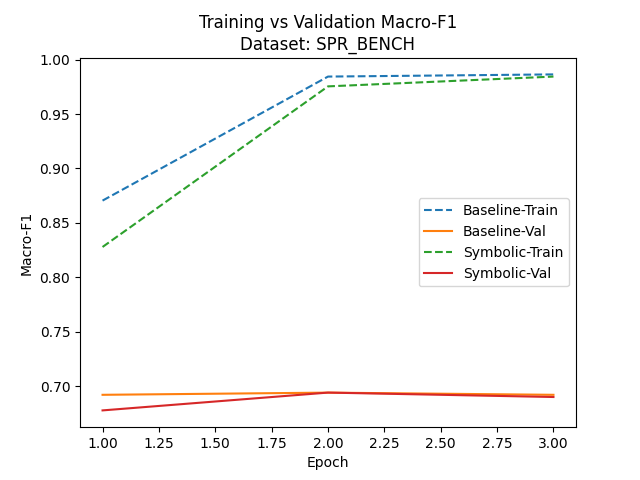 Training vs Validation Macro-F1
Dataset: SPR_BENCH
1.00
0.95
0.90
0.85
0.80
0.75
0.70
Macro-F1
Baseline-Train
Baseline-Val
Symbolic-Train
Symbolic-Val
1.00 1.25 1.50 1.75 2.00 2.25 2.50 2.75 3.00
Epoch